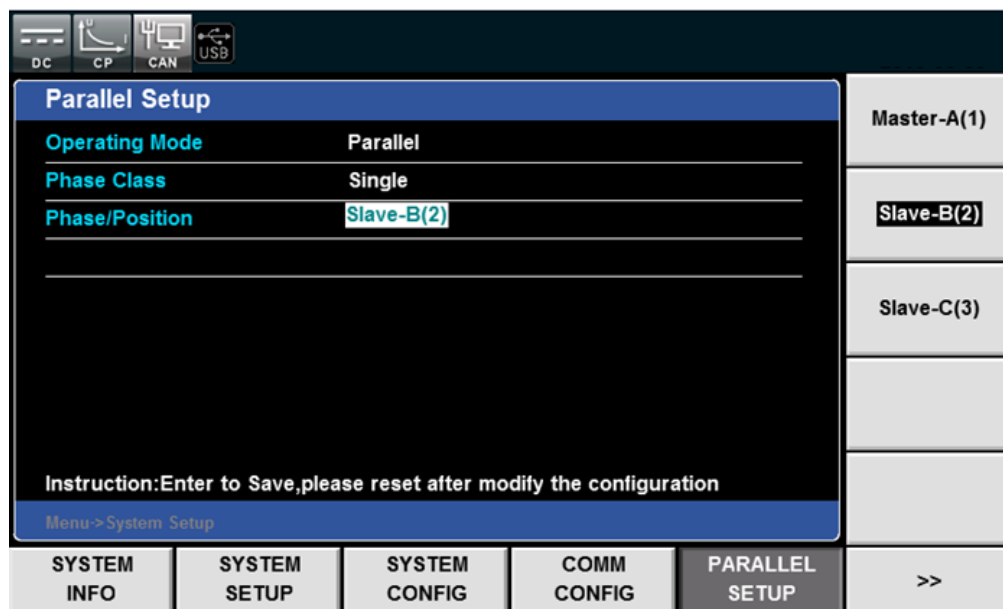 DC CP CAN USB
Parallel Setup
Operating Mode Parallel
Phase Class Single
Phase/Position Slave-B(2)
Instruction:Enter to Save,please reset after modify the configuration
Menu->System Setup
Master-A(1)
Slave-B(2)
Slave-C(3)
SYSTEM INFO
SYSTEM SETUP
SYSTEM CONFIG
COMM CONFIG
PARALLEL SETUP
>>